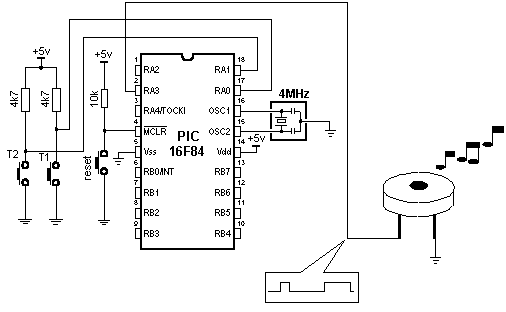 +5v
+5v
4k7
4k7
10k
T2
T1
reset
1
2
3
4
5
6
7
8
9
RA2
RA3
RA4/TOCKI
MCLR
Vss
RB0/INT
RB1
RB2
RB3
PIC
16F84
RA1
RA0
OSC1
OSC2
Vdd
RB7
RB6
RB5
RB4
18
17
16
15
14
13
12
11
10
4MHz
+5v